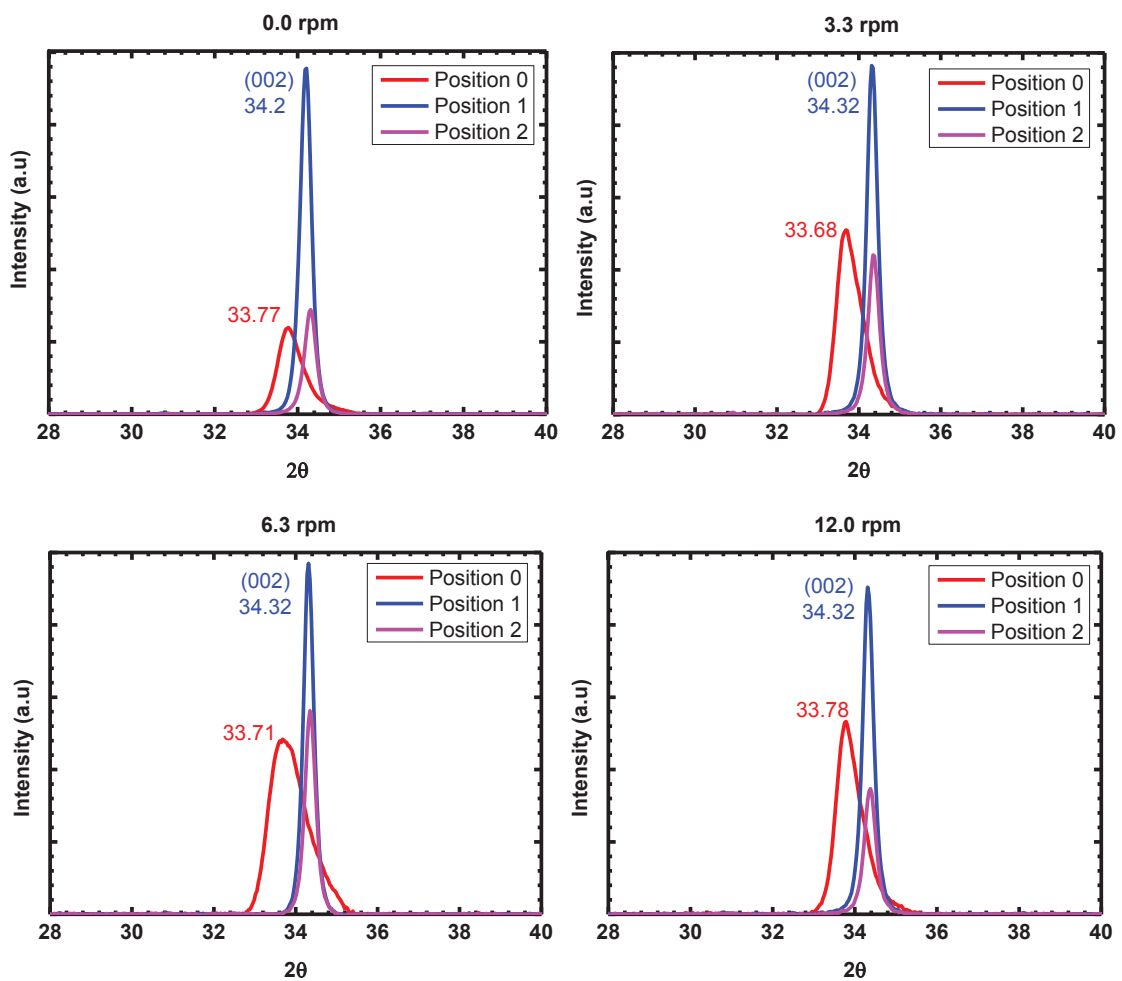 0.0 rpm
(002)
34.2
33.77
Position 0
Position 1
Position 2
Intensity (a.u)
28 30 32 34 36 38 40
2θ
3.3 rpm
(002)
34.32
33.68
Position 0
Position 1
Position 2
Intensity (a.u)
28 30 32 34 36 38 40
2θ
6.3 rpm
(002)
34.32
33.71
Position 0
Position 1
Position 2
Intensity (a.u)
28 30 32 34 36 38 40
2θ
12.0 rpm
(002)
34.32
33.78
Position 0
Position 1
Position 2
Intensity (a.u)
28 30 32 34 36 38 40
2θ